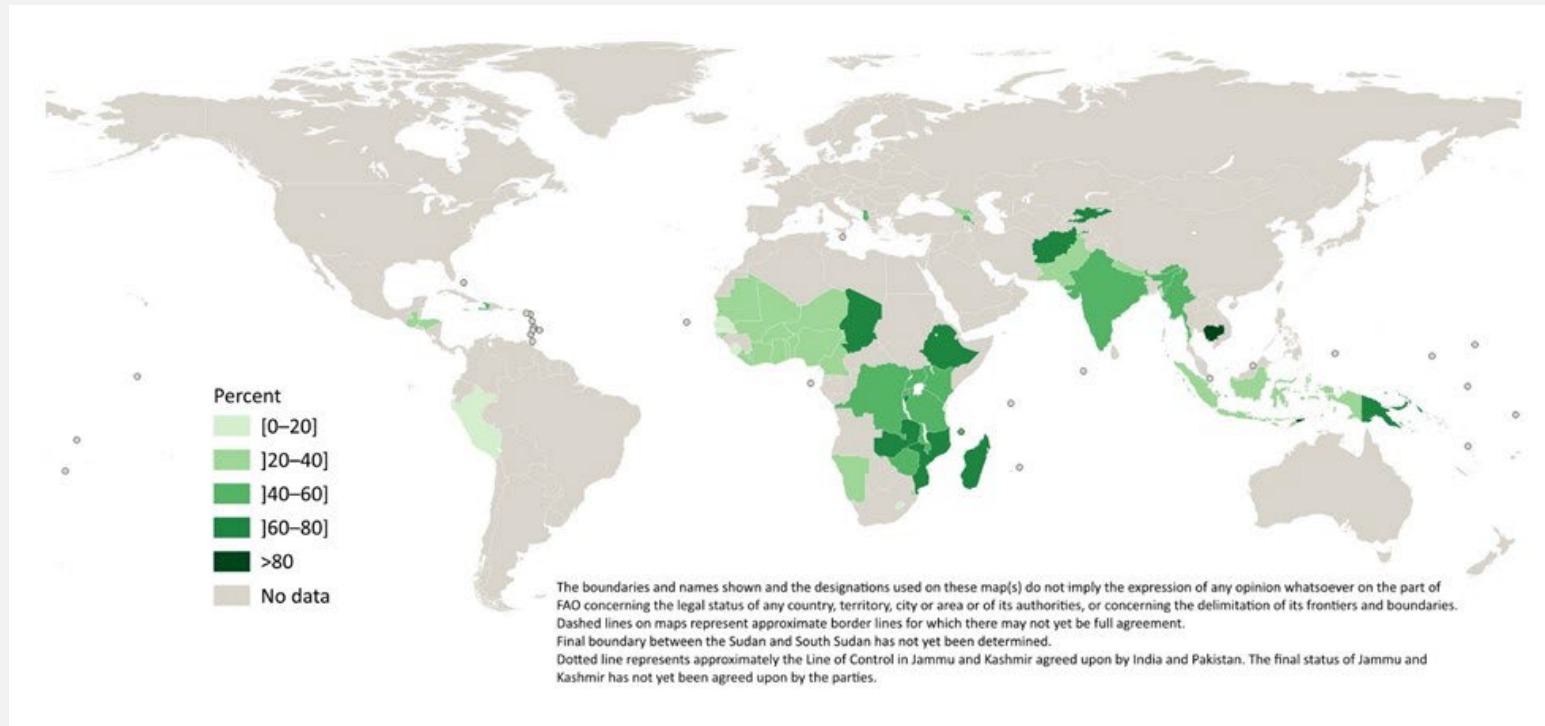 Percent
[0–20]
]20–40]
]40–60]
]60–80]
>80
No data
The boundaries and names shown and the designations used on these map(s) do not imply the expression of any opinion whatsoever on the part of
FAO concerning the legal status of any country, territory, city or area or of its authorities, or concerning the delimitation of its frontiers and boundaries.
Dashed lines on maps represent approximate border lines for which there may not yet be full agreement.
Final boundary between the Sudan and South Sudan has not yet been determined.
Dotted line represents approximately the Line of Control in Jammu and Kashmir agreed upon by India and Pakistan. The final status of Jammu and
Kashmir has not yet been agreed upon by the parties.